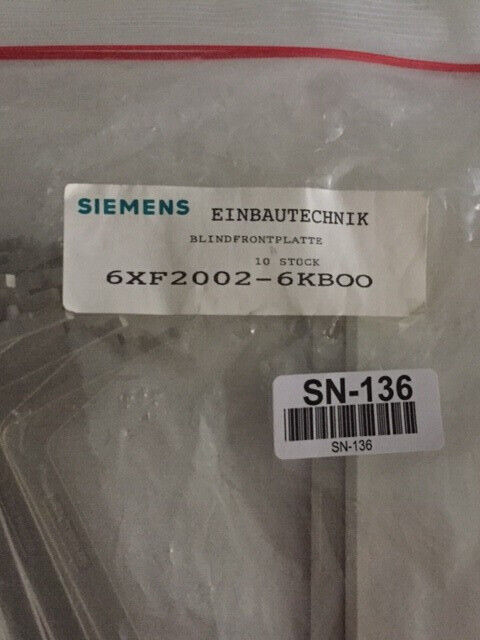 SIEMENS EINBAUTECHNIK
BLINDFRONTPLATTE
10 STÜCK
6XF2002-6KB00
SN-136
SN-136